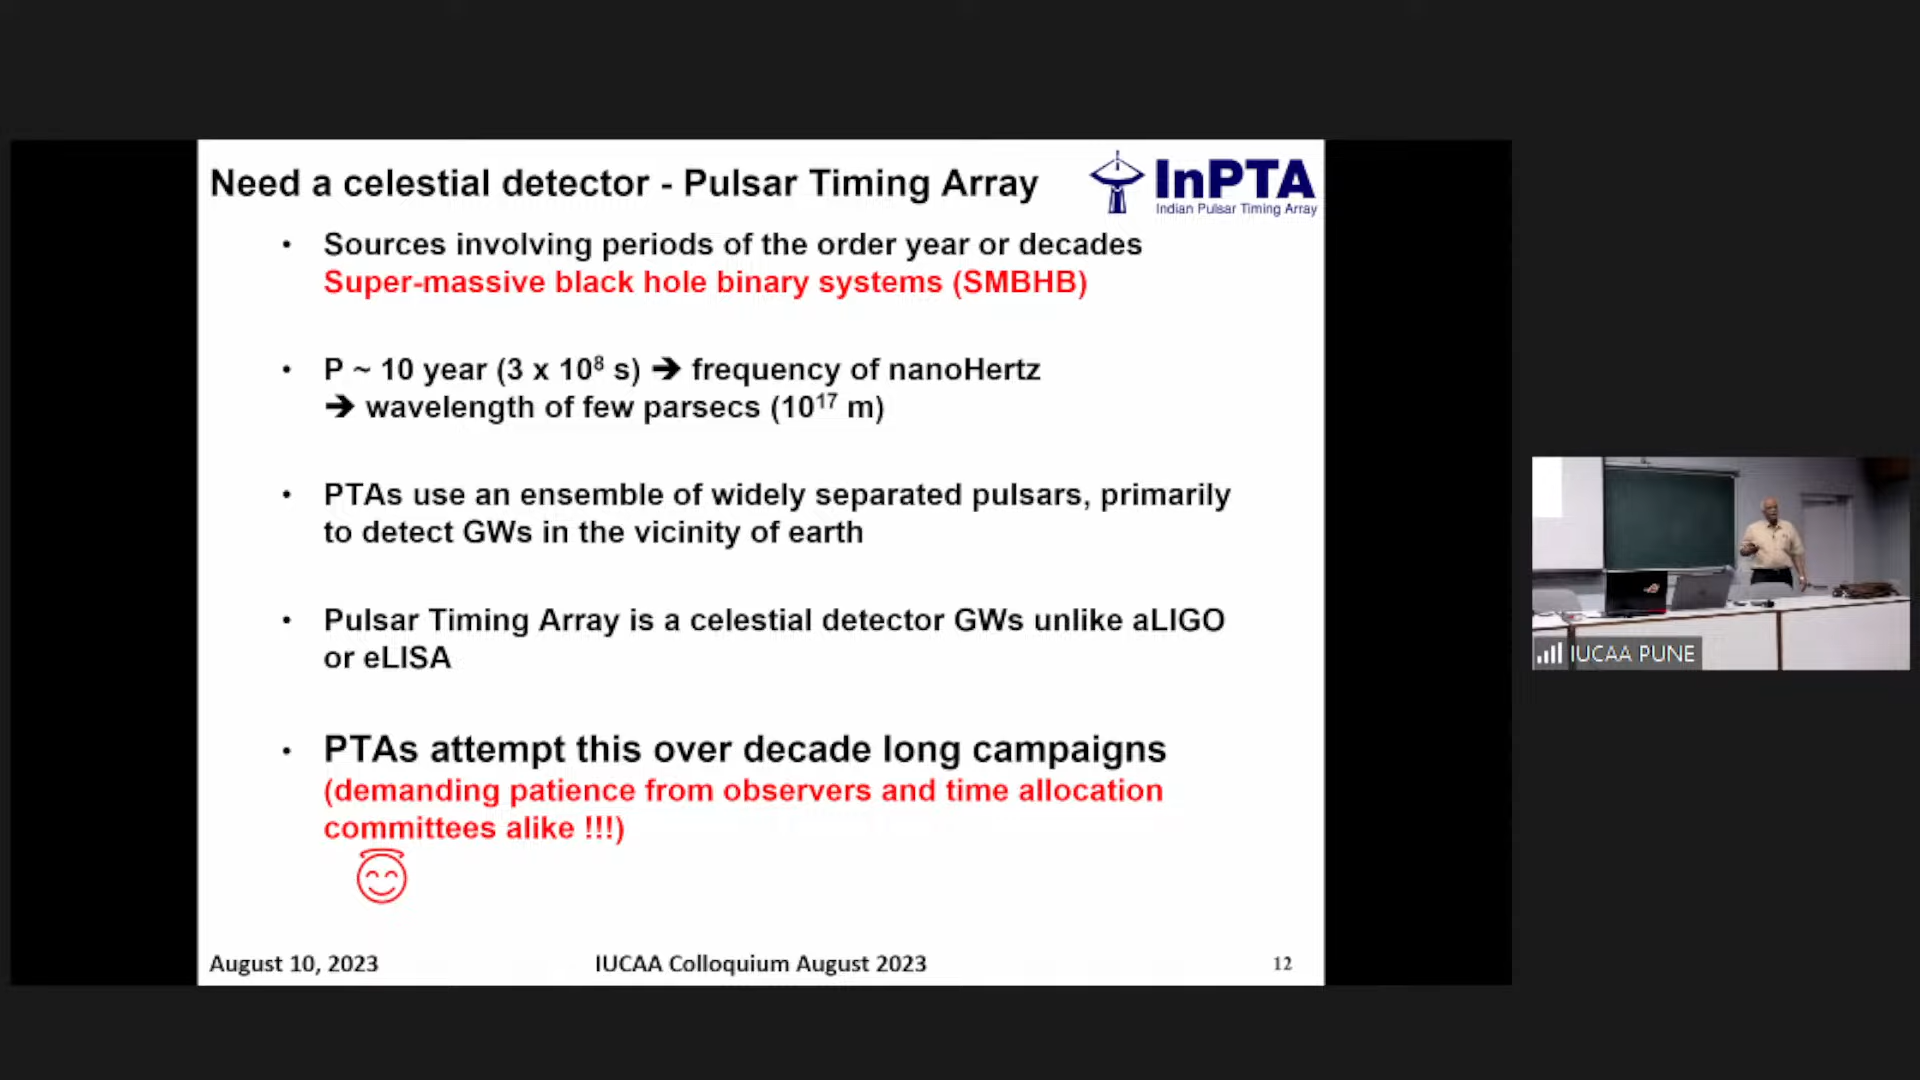 Need a celestial detector - Pulsar Timing Array
InPTA
Indian Pulsar Timing Array
• Sources involving periods of the order year or decades
Super-massive black hole binary systems (SMBHB)
• P ~ 10 year (3 x 10⁸ s) ➔ frequency of nanoHertz
➔ wavelength of few parsecs (10¹⁷ m)
• PTAs use an ensemble of widely separated pulsars, primarily
to detect GWs in the vicinity of earth
• Pulsar Timing Array is a celestial detector GWs unlike aLIGO
or eLISA
• PTAs attempt this over decade long campaigns
(demanding patience from observers and time allocation
committees alike !!!)
August 10, 2023
IUCAA Colloquium August 2023
12
IUCAA PUNE